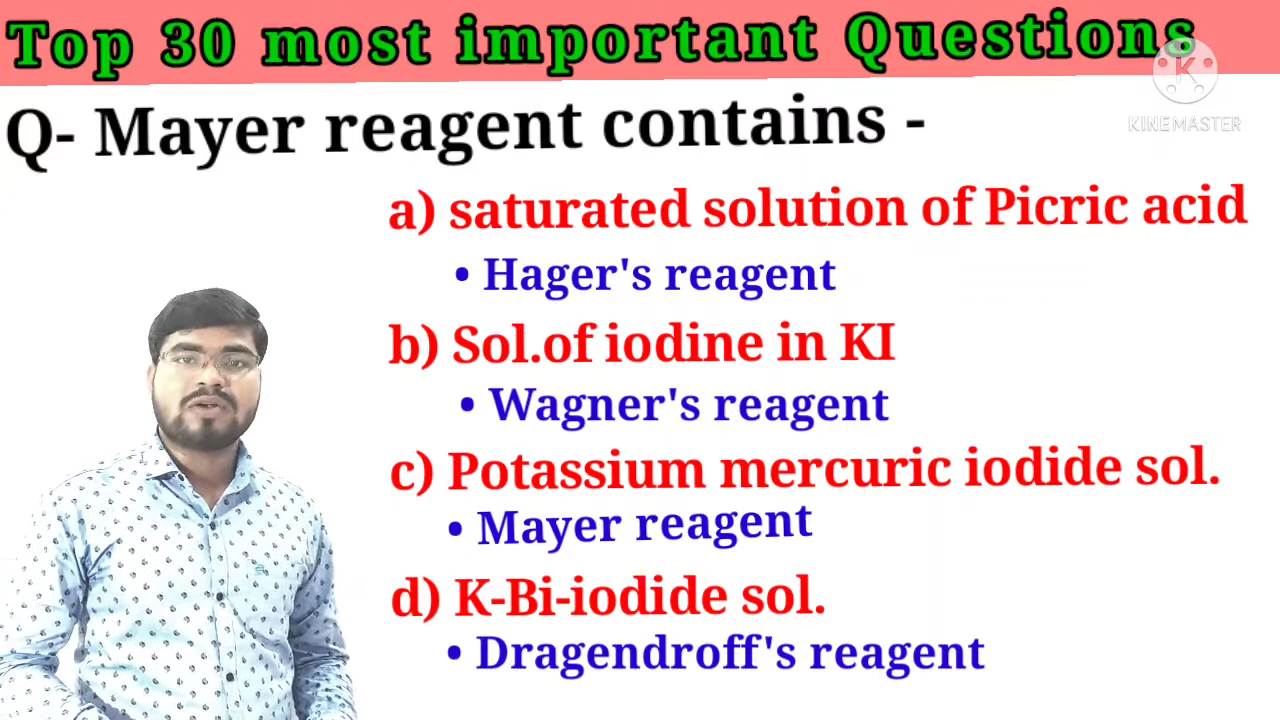 Top 30 most important Questions
K
KINEMASTER
Q- Mayer reagent contains -
a) saturated solution of Picric acid
• Hager's reagent
b) Sol.of iodine in KI
• Wagner's reagent
c) Potassium mercuric iodide sol.
• Mayer reagent
d) K-Bi-iodide sol.
• Dragendroff's reagent